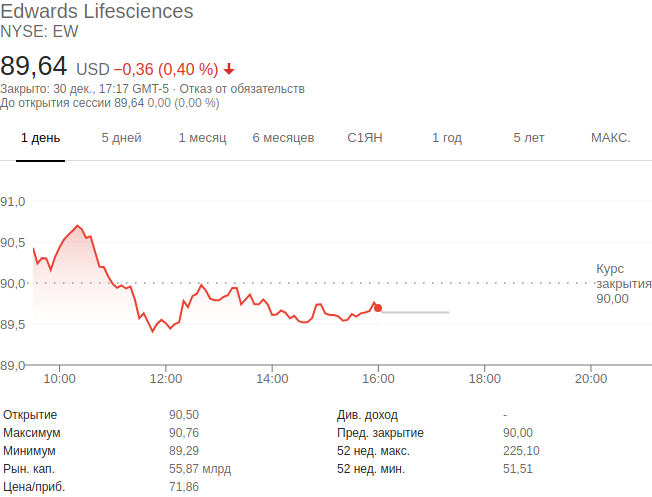 Edwards Lifesciences
NYSE: EW
89,64 USD −0,36 (0,40 %)
Закрыто: 30 дек., 17:17 GMT-5 · Отказ от обязательств
До открытия сессии 89,64 0,00 (0,00 %)
1 день 5 дней 1 месяц 6 месяцев С1ЯН 1 год 5 лет МАКС.
91,0
90,5
Курс
90,0 закрытия
90,00
89,5
89,0
10:00 12:00 14:00 16:00 18:00 20:00
Открытие 90,50 Див. доход -
Максимум 90,76 Пред. закрытие 90,00
Минимум 89,29 52 нед. макс. 225,10
Рын. кап. 55,87 млрд 52 нед. мин. 51,51
Цена/приб. 71,86